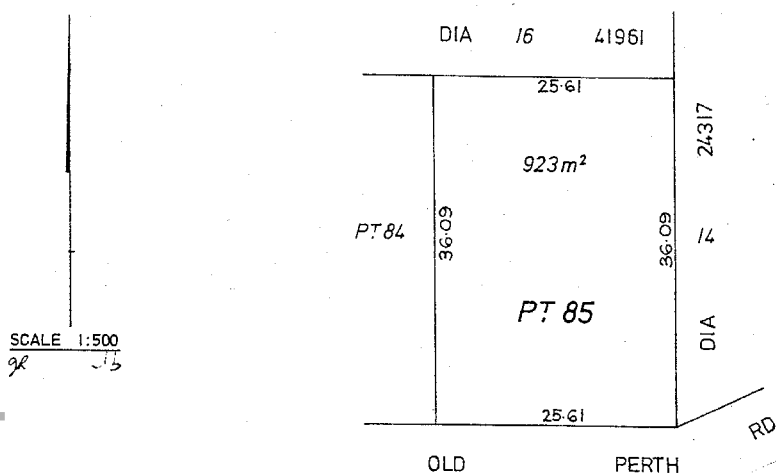 DIA 16 41961
25·61
923m²
24317
14
DIA
PT 84
36·09
36·09
PT 85
SCALE 1:500
25·61
OLD PERTH RD